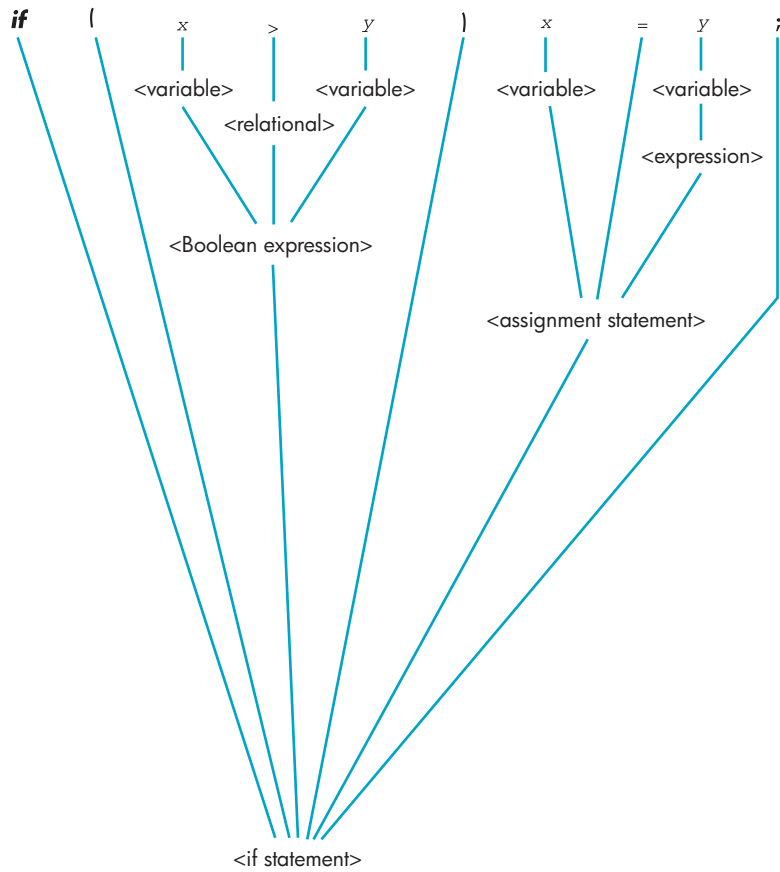 if ( x > y ) x = y ;
<variable> <variable> <variable> <variable>
<relational>
<expression>
<Boolean expression>
<assignment statement>
<if statement>